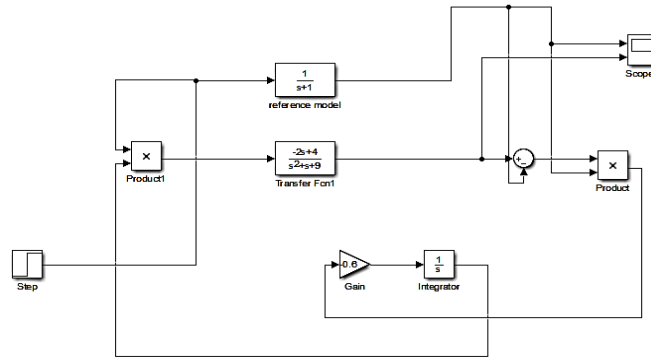 1
s+1
reference model
Scope
×
Product1
-2s+4
s²+s+9
Transfer Fcn1
+
−
×
Product
Step
-0.6
Gain
1
s
Integrator